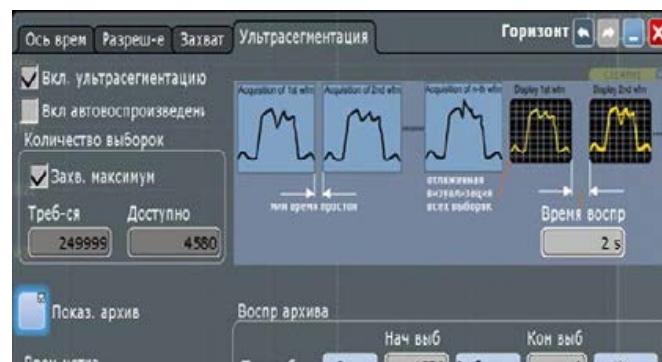 Ось врем Разреш-е Захват Ультрасегментация Горизонт
Вкл. ультрасегментацию
Вкл автовоспроизведени
Количество выборок
Захв. максимум
Треб-ся Доступно
249999 4580
Acquisition of 1st wfm Acquisition of 2nd wfm Acquisition of n-th wfm Display 1st wfm Display 2nd wfm
мин время простоя
отлаженная
визуализация
всех выборок
Время воспр
2 s
Показ. архив
Воспр архива
Нач выб Кон выб